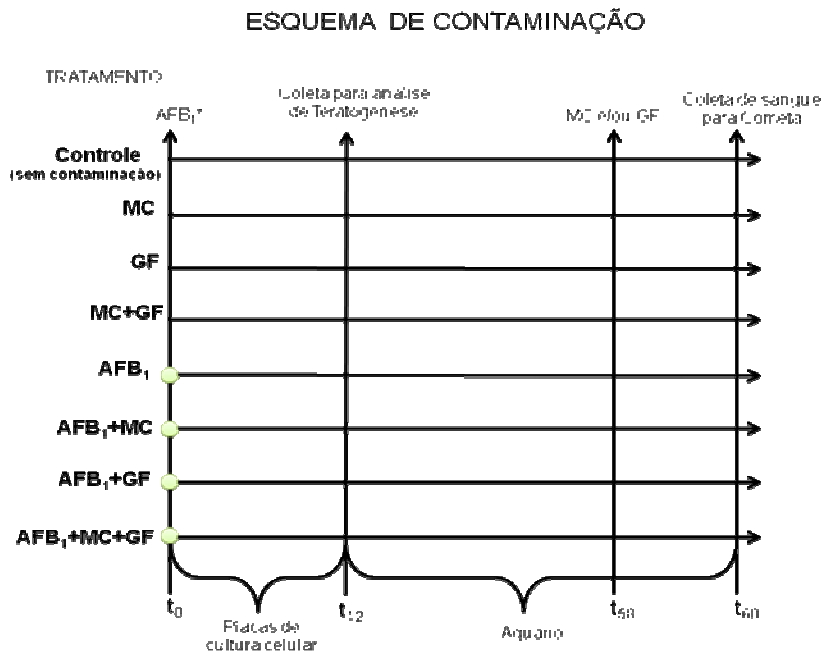 ESQUEMA DE CONTAMINAÇÃO
TRATAMENTO
AFB₁*
Coleta para análise
de Teratogênese
MC e/ou GF
Coleta de sangue
para Cometa
Controle
(sem contaminação)
MC
GF
MC+GF
AFB₁
AFB₁+MC
AFB₁+GF
AFB₁+MC+GF
t₀
t₁₂
t₅₈
t₆₀
Placas de
cultura celular
Aquário